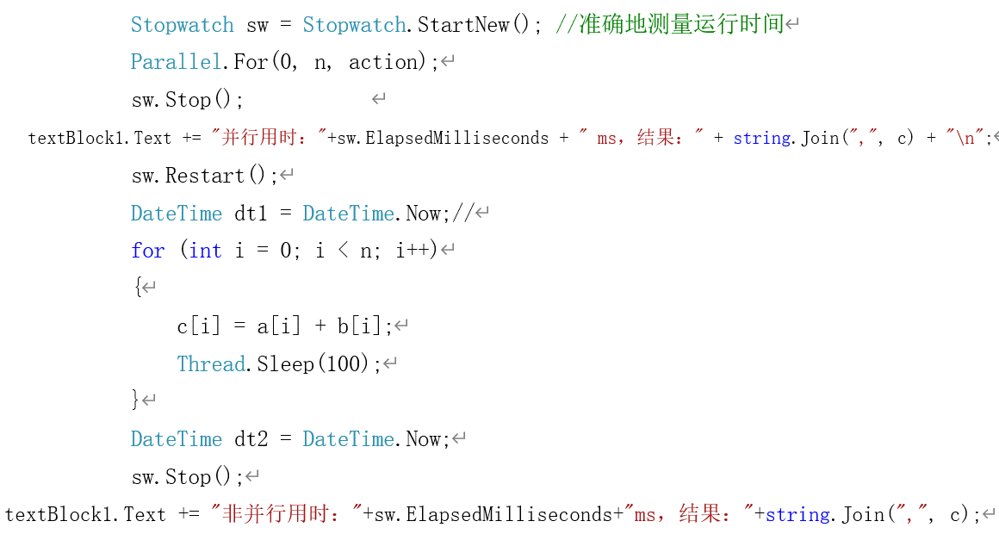 Stopwatch sw = Stopwatch.StartNew(); //准确地测量运行时间↵
Parallel.For(0, n, action);↵
sw.Stop(); ↵
textBlock1.Text += "并行用时："+sw.ElapsedMilliseconds + " ms，结果：" + string.Join(",", c) + "\n";↵
sw.Restart();↵
DateTime dt1 = DateTime.Now;//↵
for (int i = 0; i < n; i++)↵
{↵
c[i] = a[i] + b[i];↵
Thread.Sleep(100);↵
}↵
DateTime dt2 = DateTime.Now;↵
sw.Stop();↵
textBlock1.Text += "非并行用时："+sw.ElapsedMilliseconds+"ms，结果："+string.Join(",", c);↵